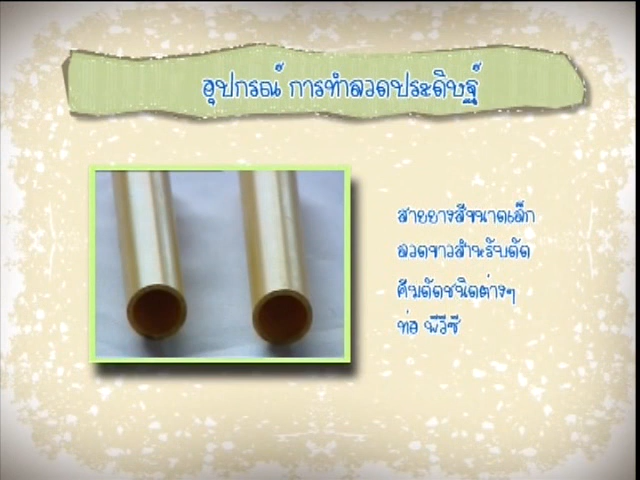 อุปกรณ์ การทำลวดประดิษฐ์
สายยางสีขนาดเล็ก
ลวดขาวสำหรับดัด
คีมดัดชนิดต่างๆ
ท่อ พีวีซี